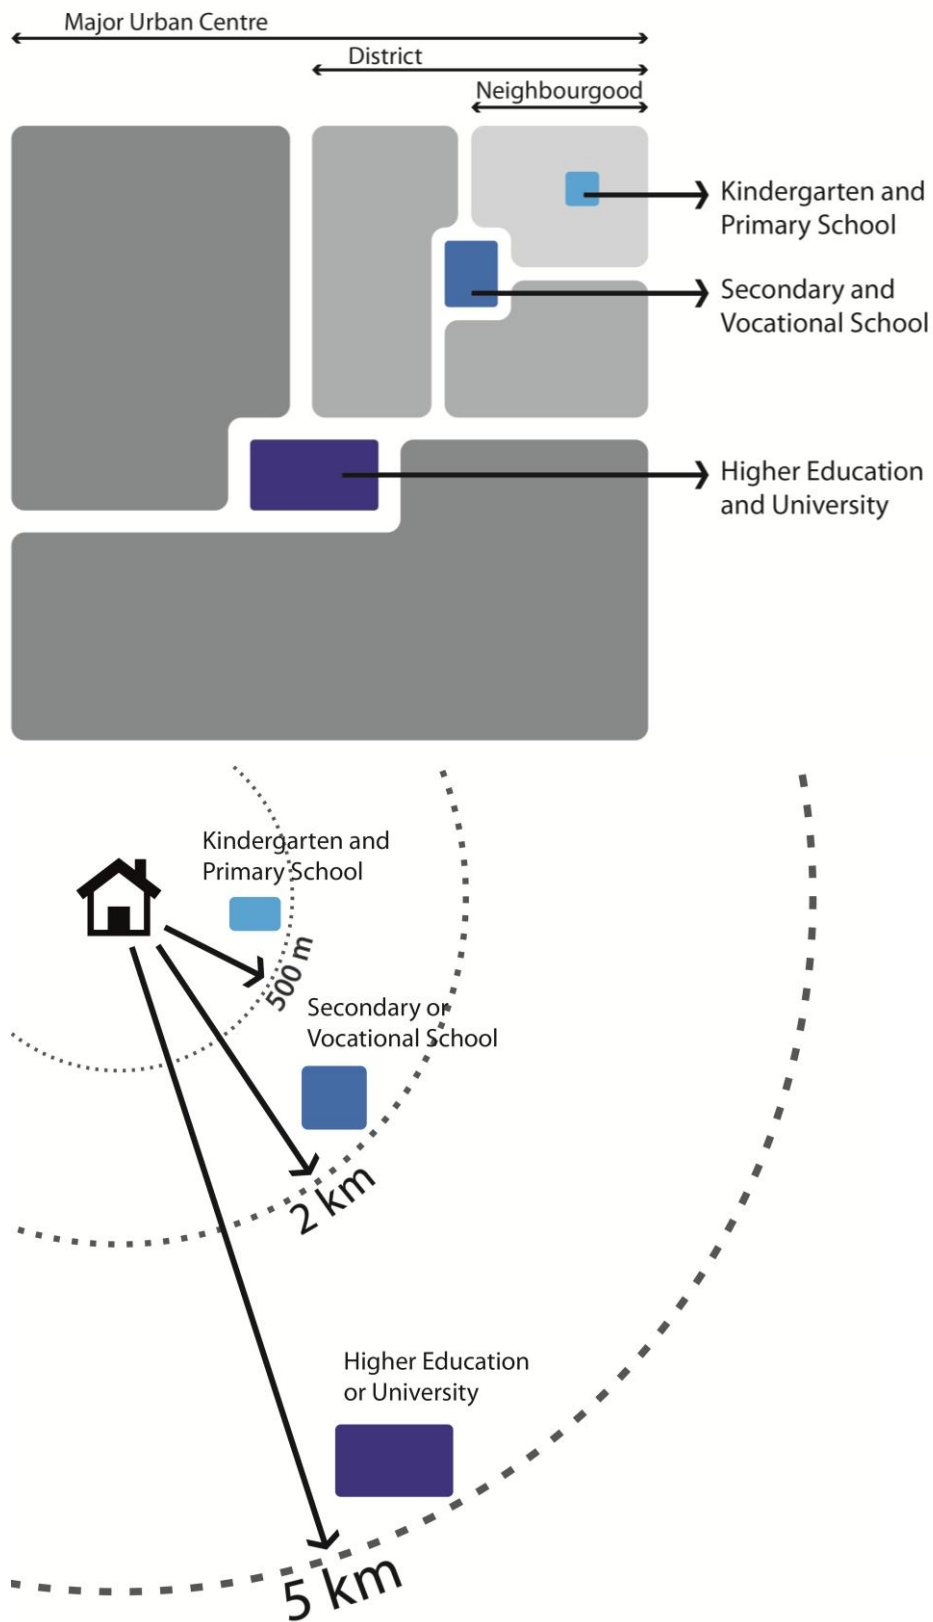 Major Urban Centre
District
Neighbourgood
Kindergarten and
Primary School
Secondary and
Vocational School
Higher Education
and University
Kindergarten and
Primary School
500 m
Secondary or
Vocational School
2 km
Higher Education
or University
5 km